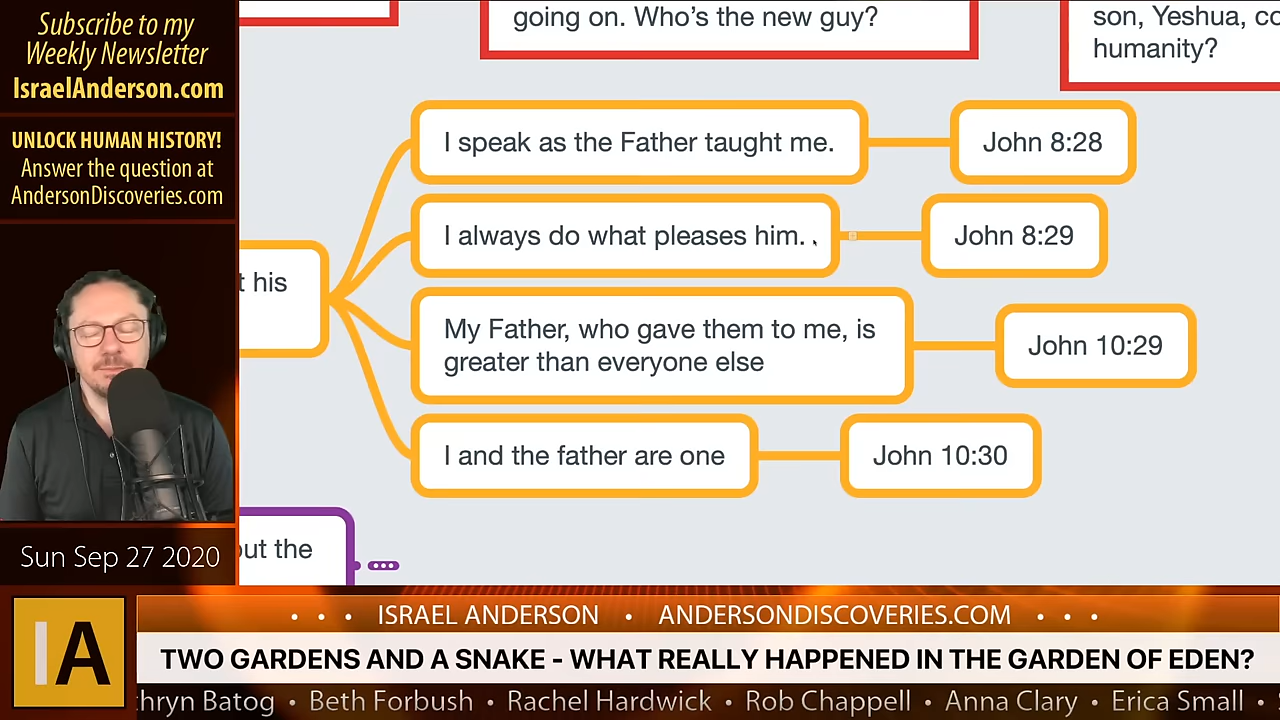 Subscribe to my
Weekly Newsletter
IsraelAnderson.com
UNLOCK HUMAN HISTORY!
Answer the question at
AndersonDiscoveries.com
going on. Who's the new guy?
son, Yeshua, co
humanity?
I speak as the Father taught me.
John 8:28
I always do what pleases him. .
John 8:29
t his
My Father, who gave them to me, is
greater than everyone else
John 10:29
I and the father are one
John 10:30
out the
Sun Sep 27 2020
IA
• • • ISRAEL ANDERSON • ANDERSONDISCOVERIES.COM • • •
TWO GARDENS AND A SNAKE - WHAT REALLY HAPPENED IN THE GARDEN OF EDEN?
hryn Batog • Beth Forbush • Rachel Hardwick • Rob Chappell • Anna Clary • Erica Small •